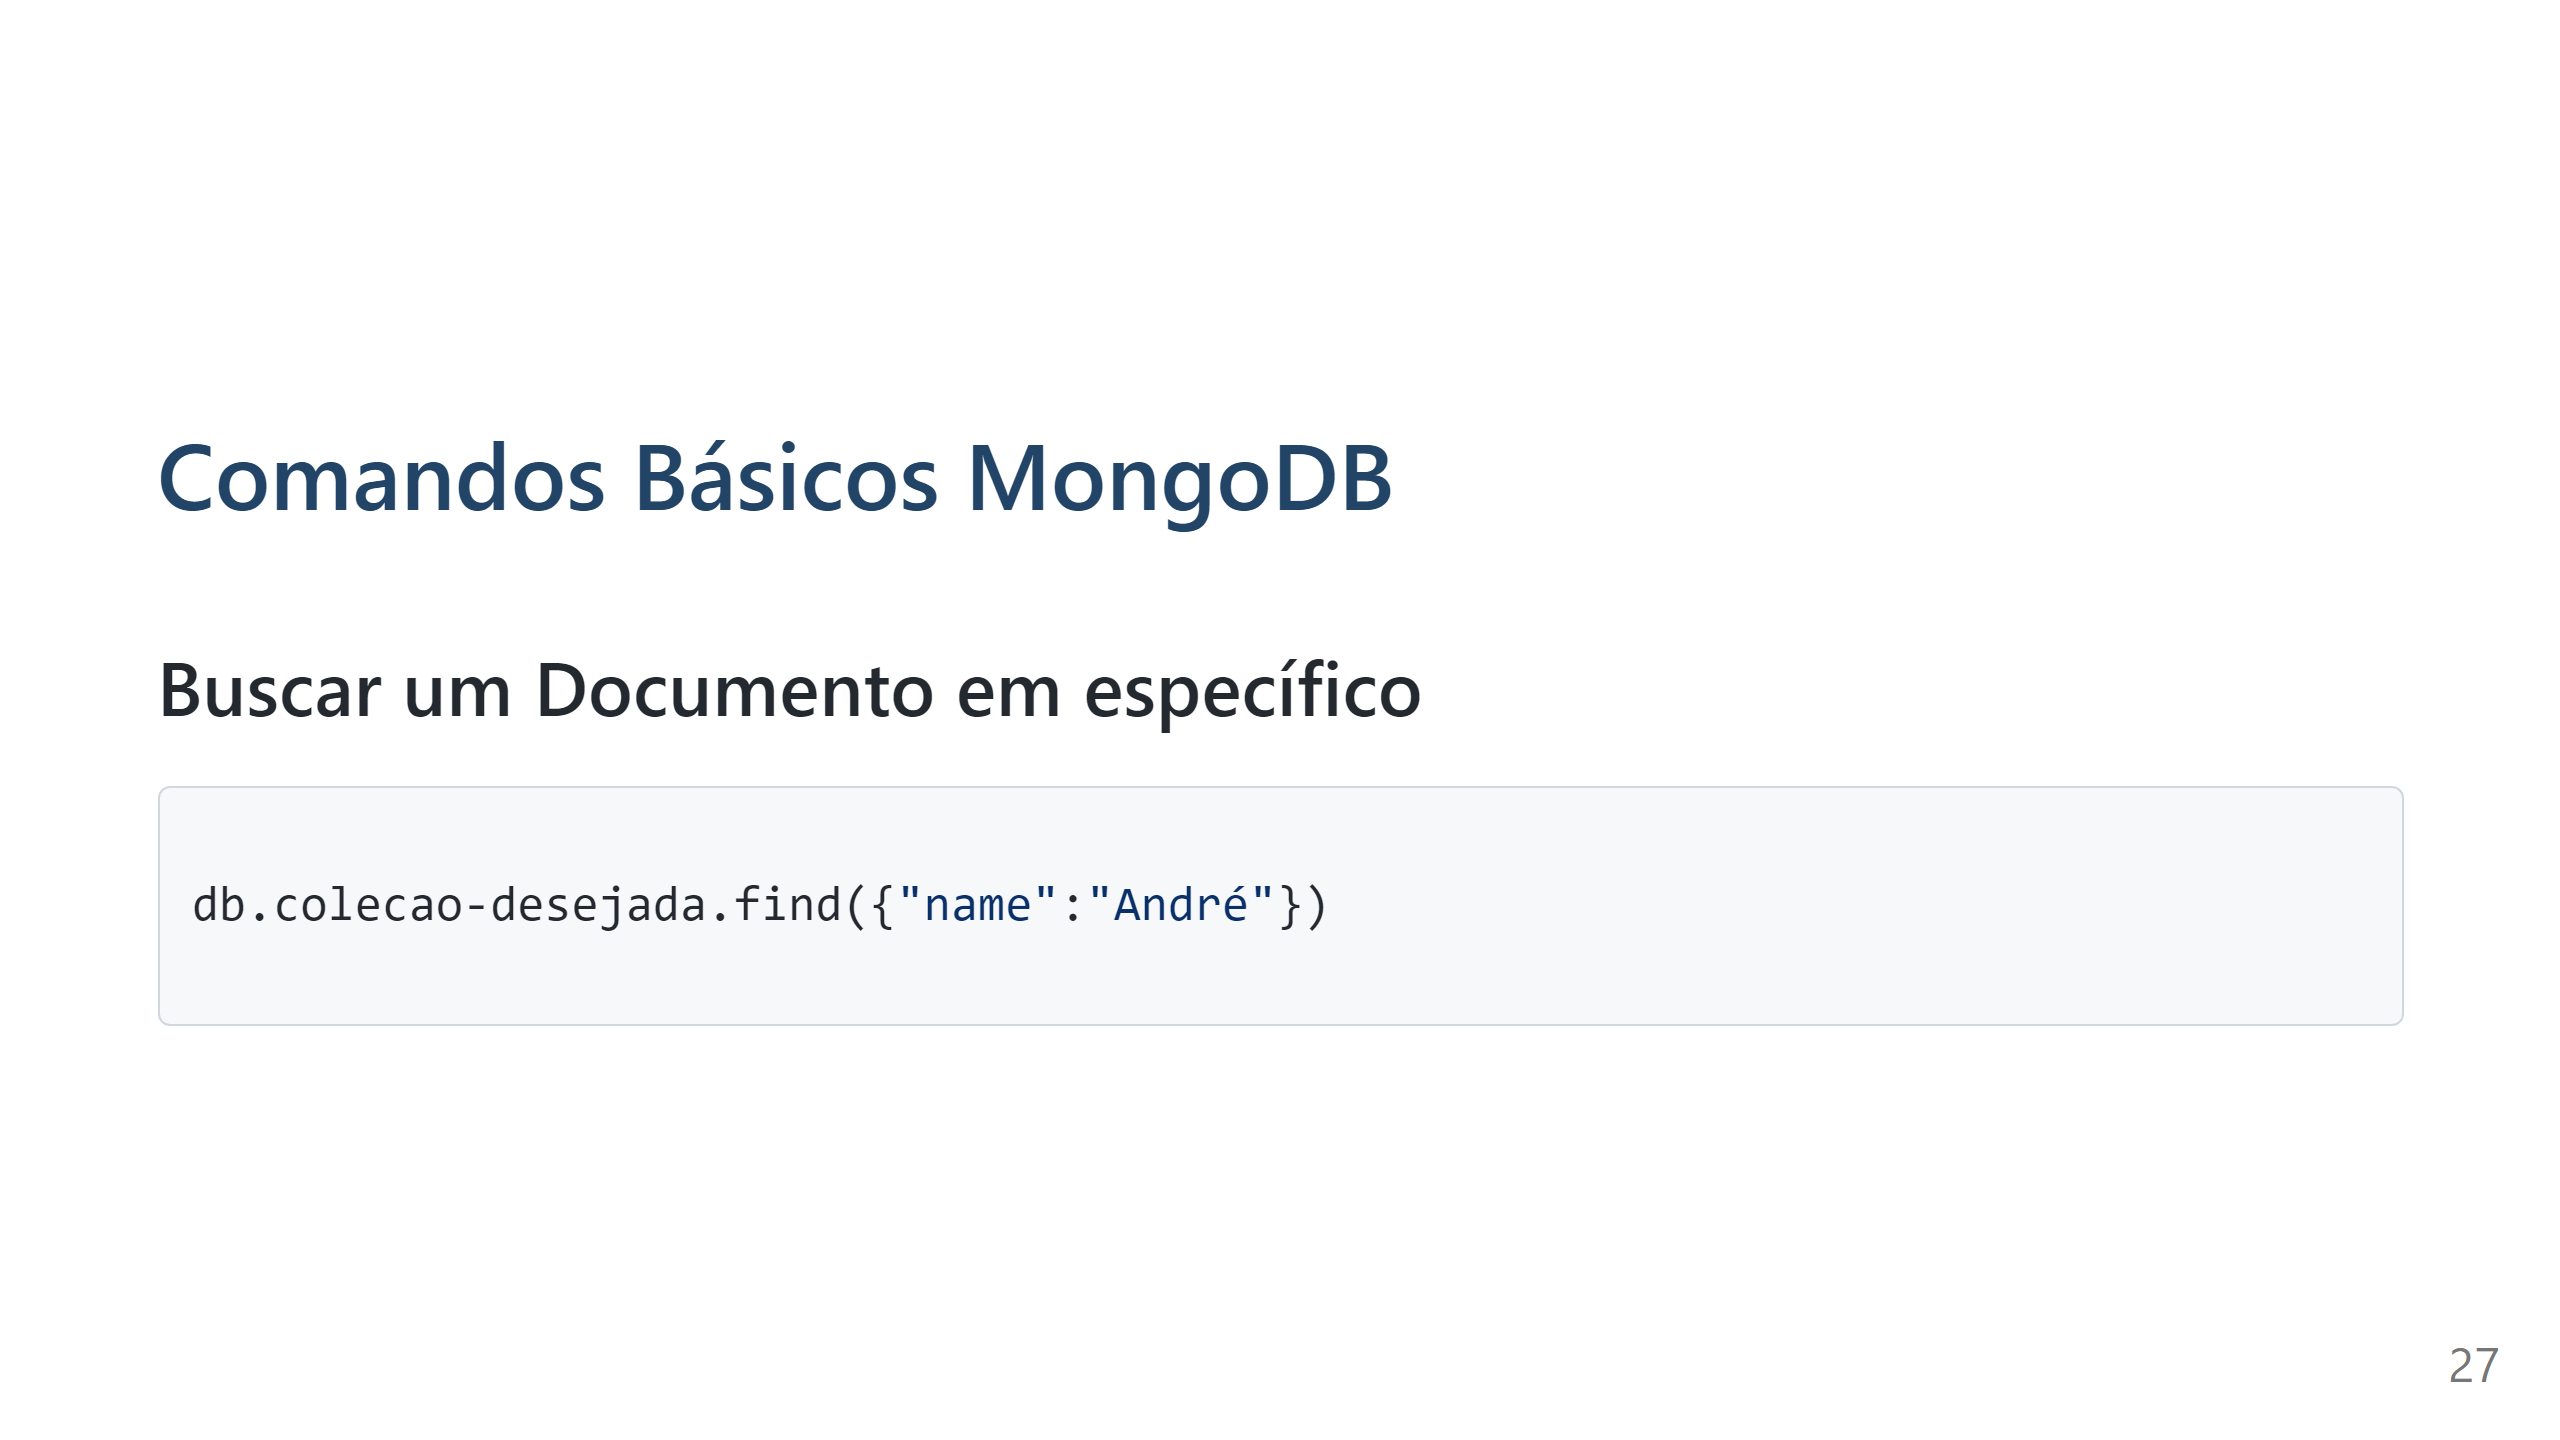 Comandos Básicos MongoDB
Buscar um Documento em específico
db.colecao-desejada.find({"name":"André"})
27